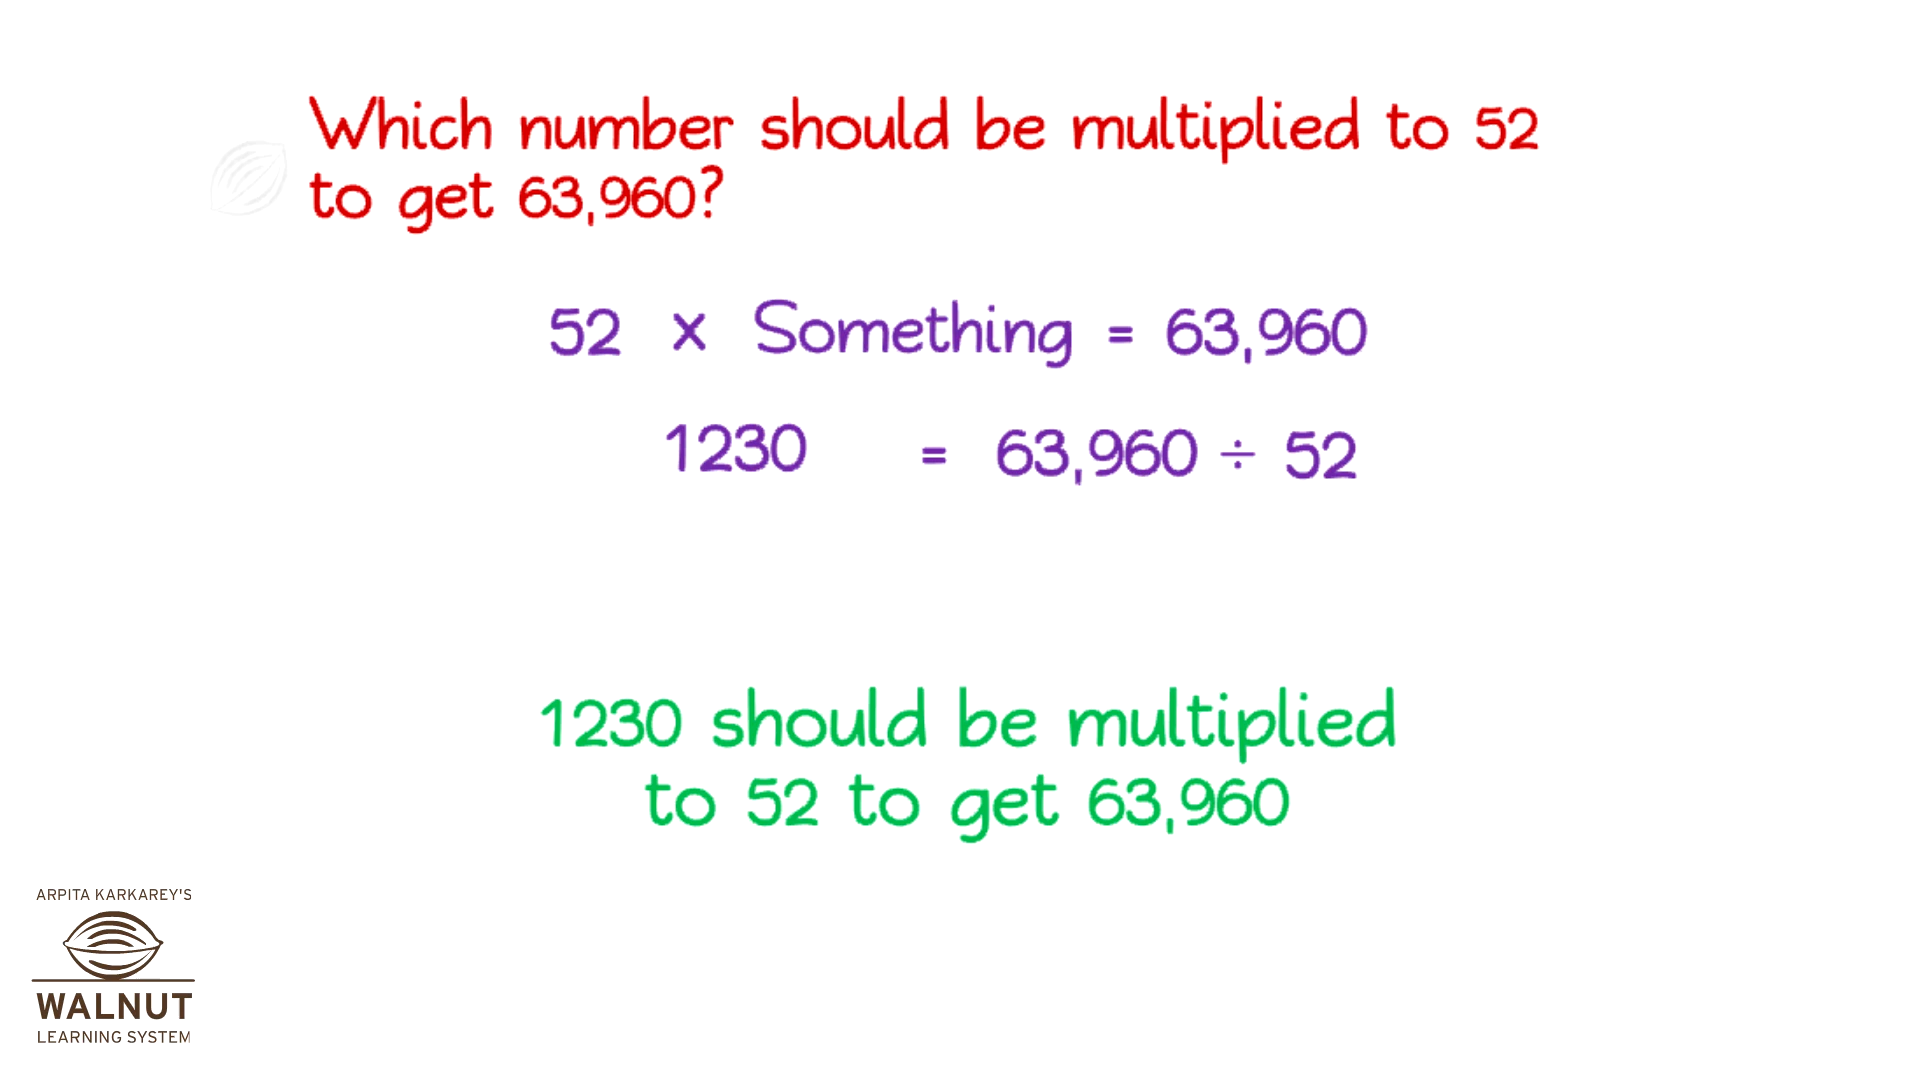 Which number should be multiplied to 52
to get 63,960?
52 x Something = 63,960
1230 = 63,960 ÷ 52
1230 should be multiplied
to 52 to get 63,960
ARPITA KARKAREY'S
WALNUT
LEARNING SYSTEM